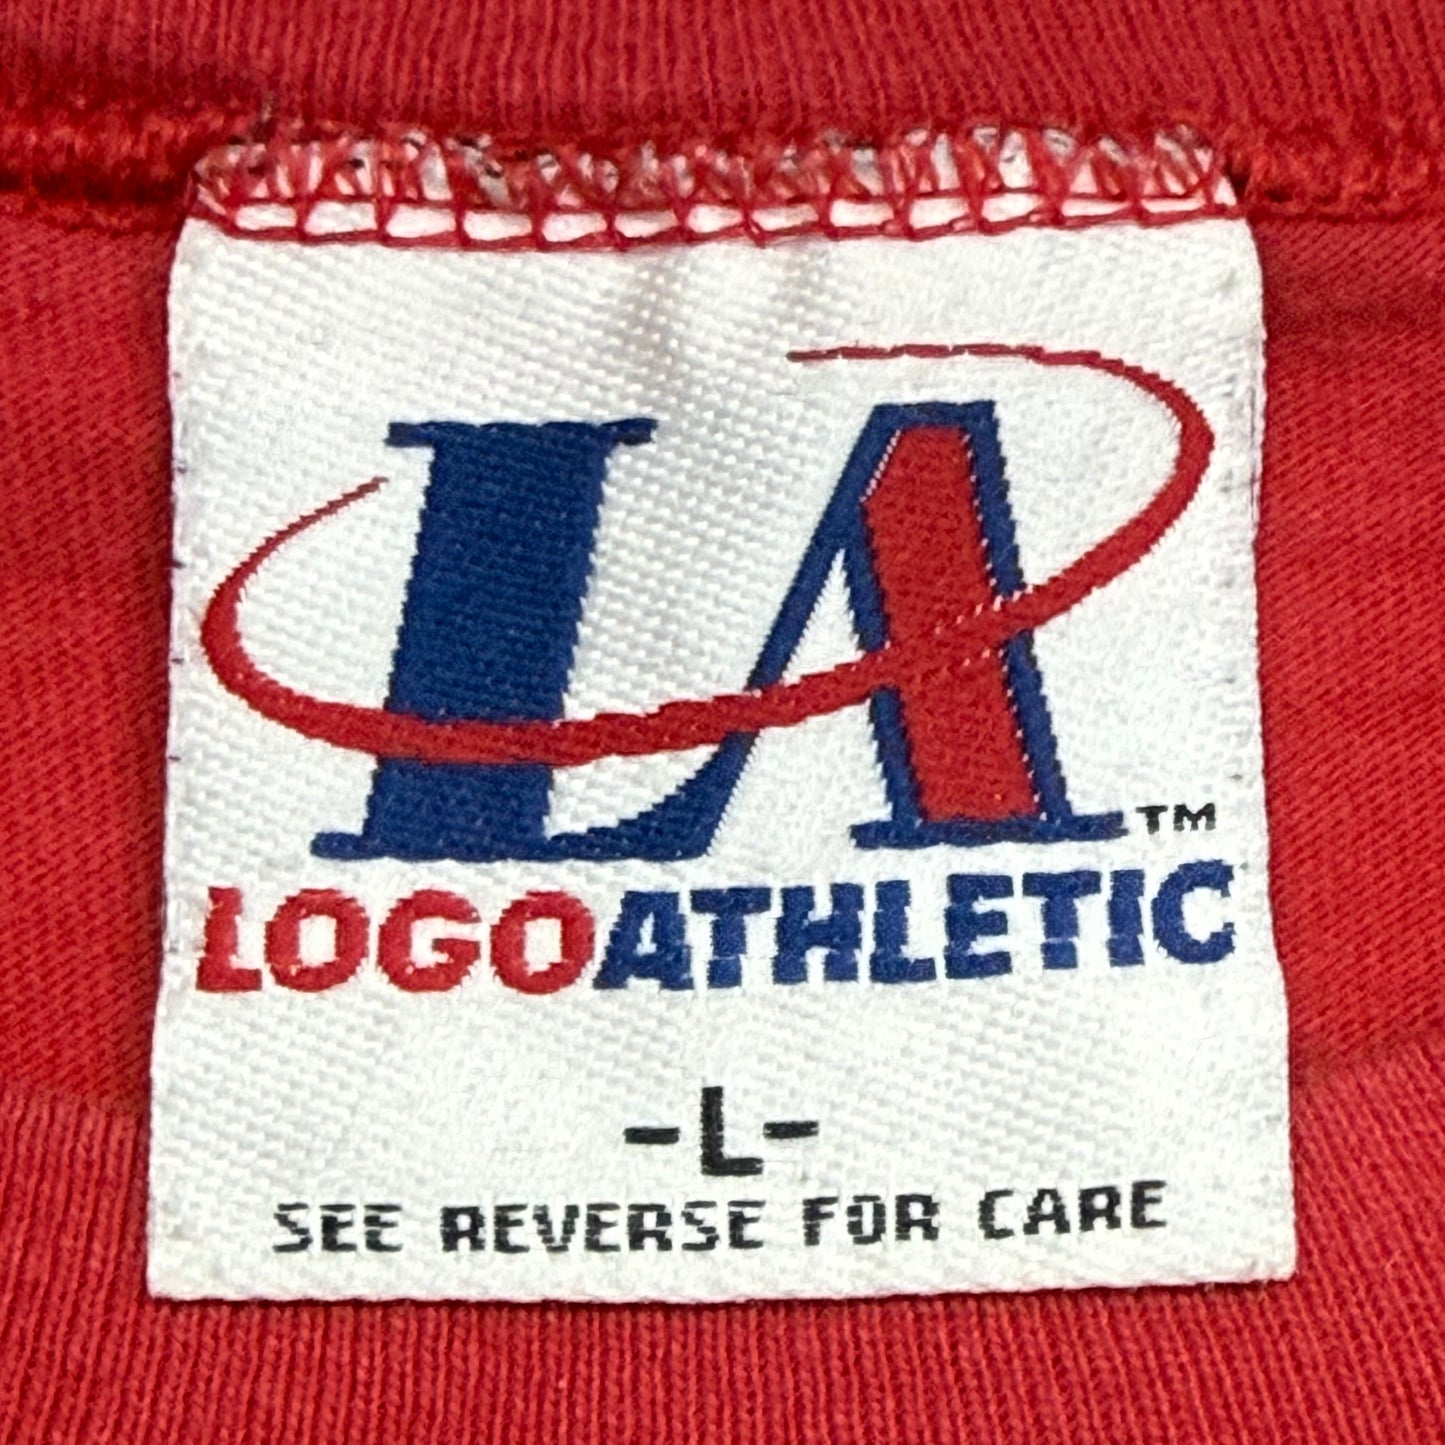 LA™
LOGOATHLETIC
-L-
SEE REVERSE FOR CARE